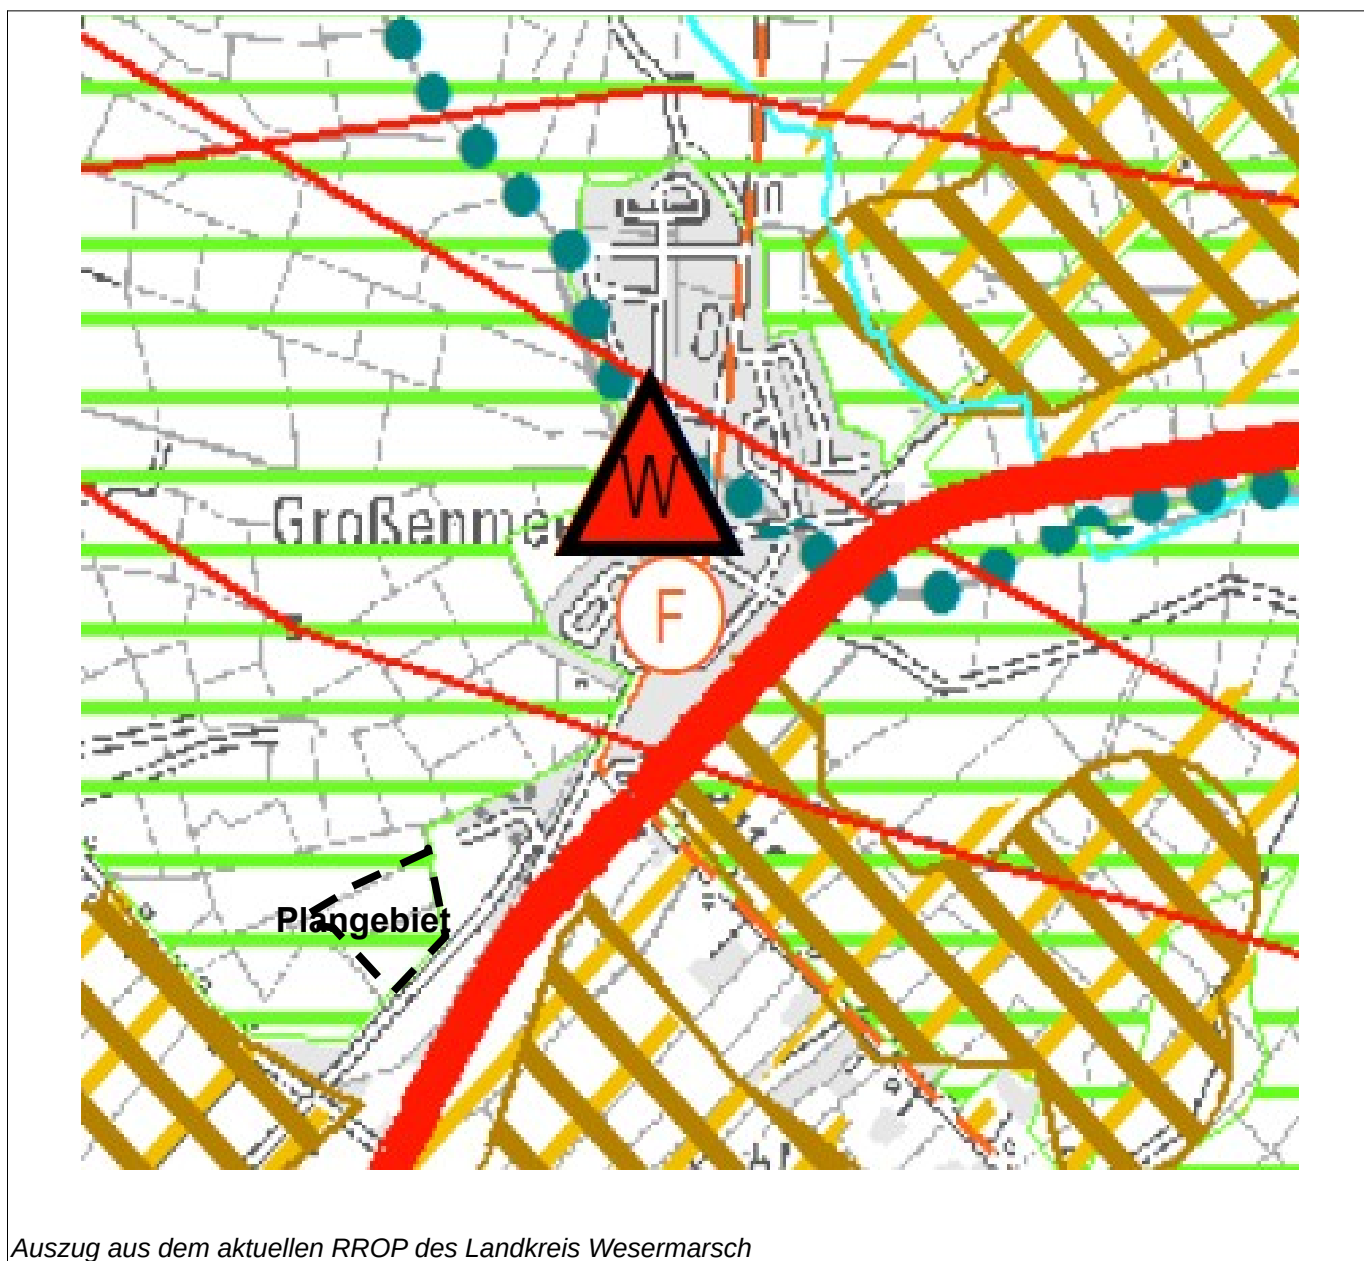 Großenme
W
F
Plangebiet
Auszug aus dem aktuellen RROP des Landkreis Wesermarsch